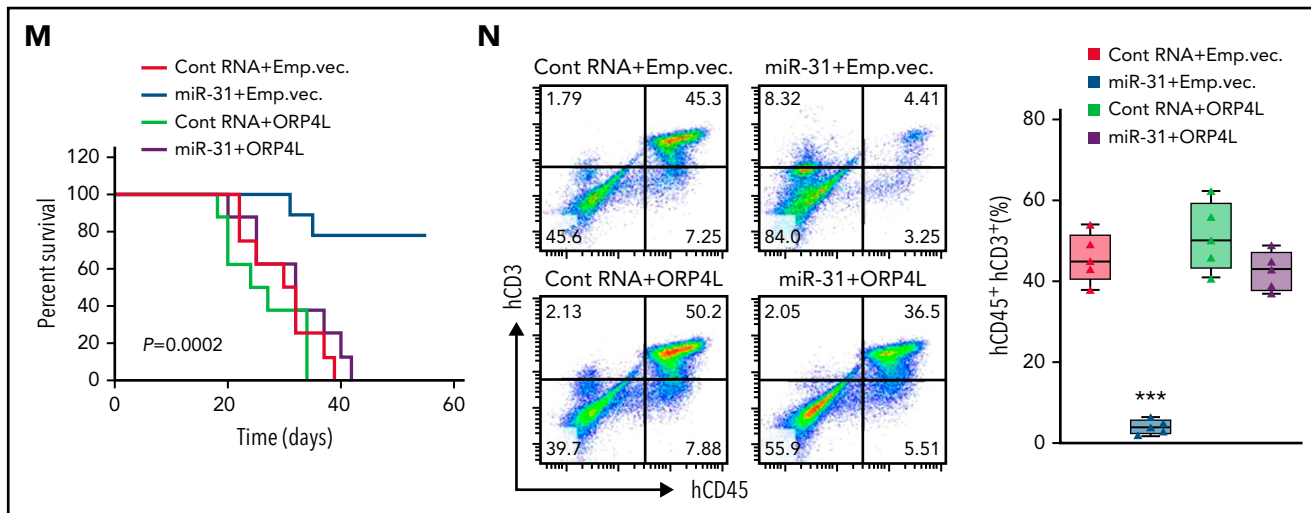 M
Cont RNA+Emp.vec.
miR-31+Emp.vec.
Cont RNA+ORP4L
miR-31+ORP4L
Percent survival
120
100
80
60
40
20
0
P=0.0002
0 20 40 60
Time (days)
N
Cont RNA+Emp.vec. miR-31+Emp.vec.
1.79 45.3 8.32 4.41
45.6 7.25 84.0 3.25
Cont RNA+ORP4L miR-31+ORP4L
2.13 50.2 2.05 36.5
39.7 7.88 55.9 5.51
hCD3
hCD45
Cont RNA+Emp.vec.
miR-31+Emp.vec.
Cont RNA+ORP4L
miR-31+ORP4L
hCD45⁺ hCD3⁺(%)
80
60
40
20
0
***